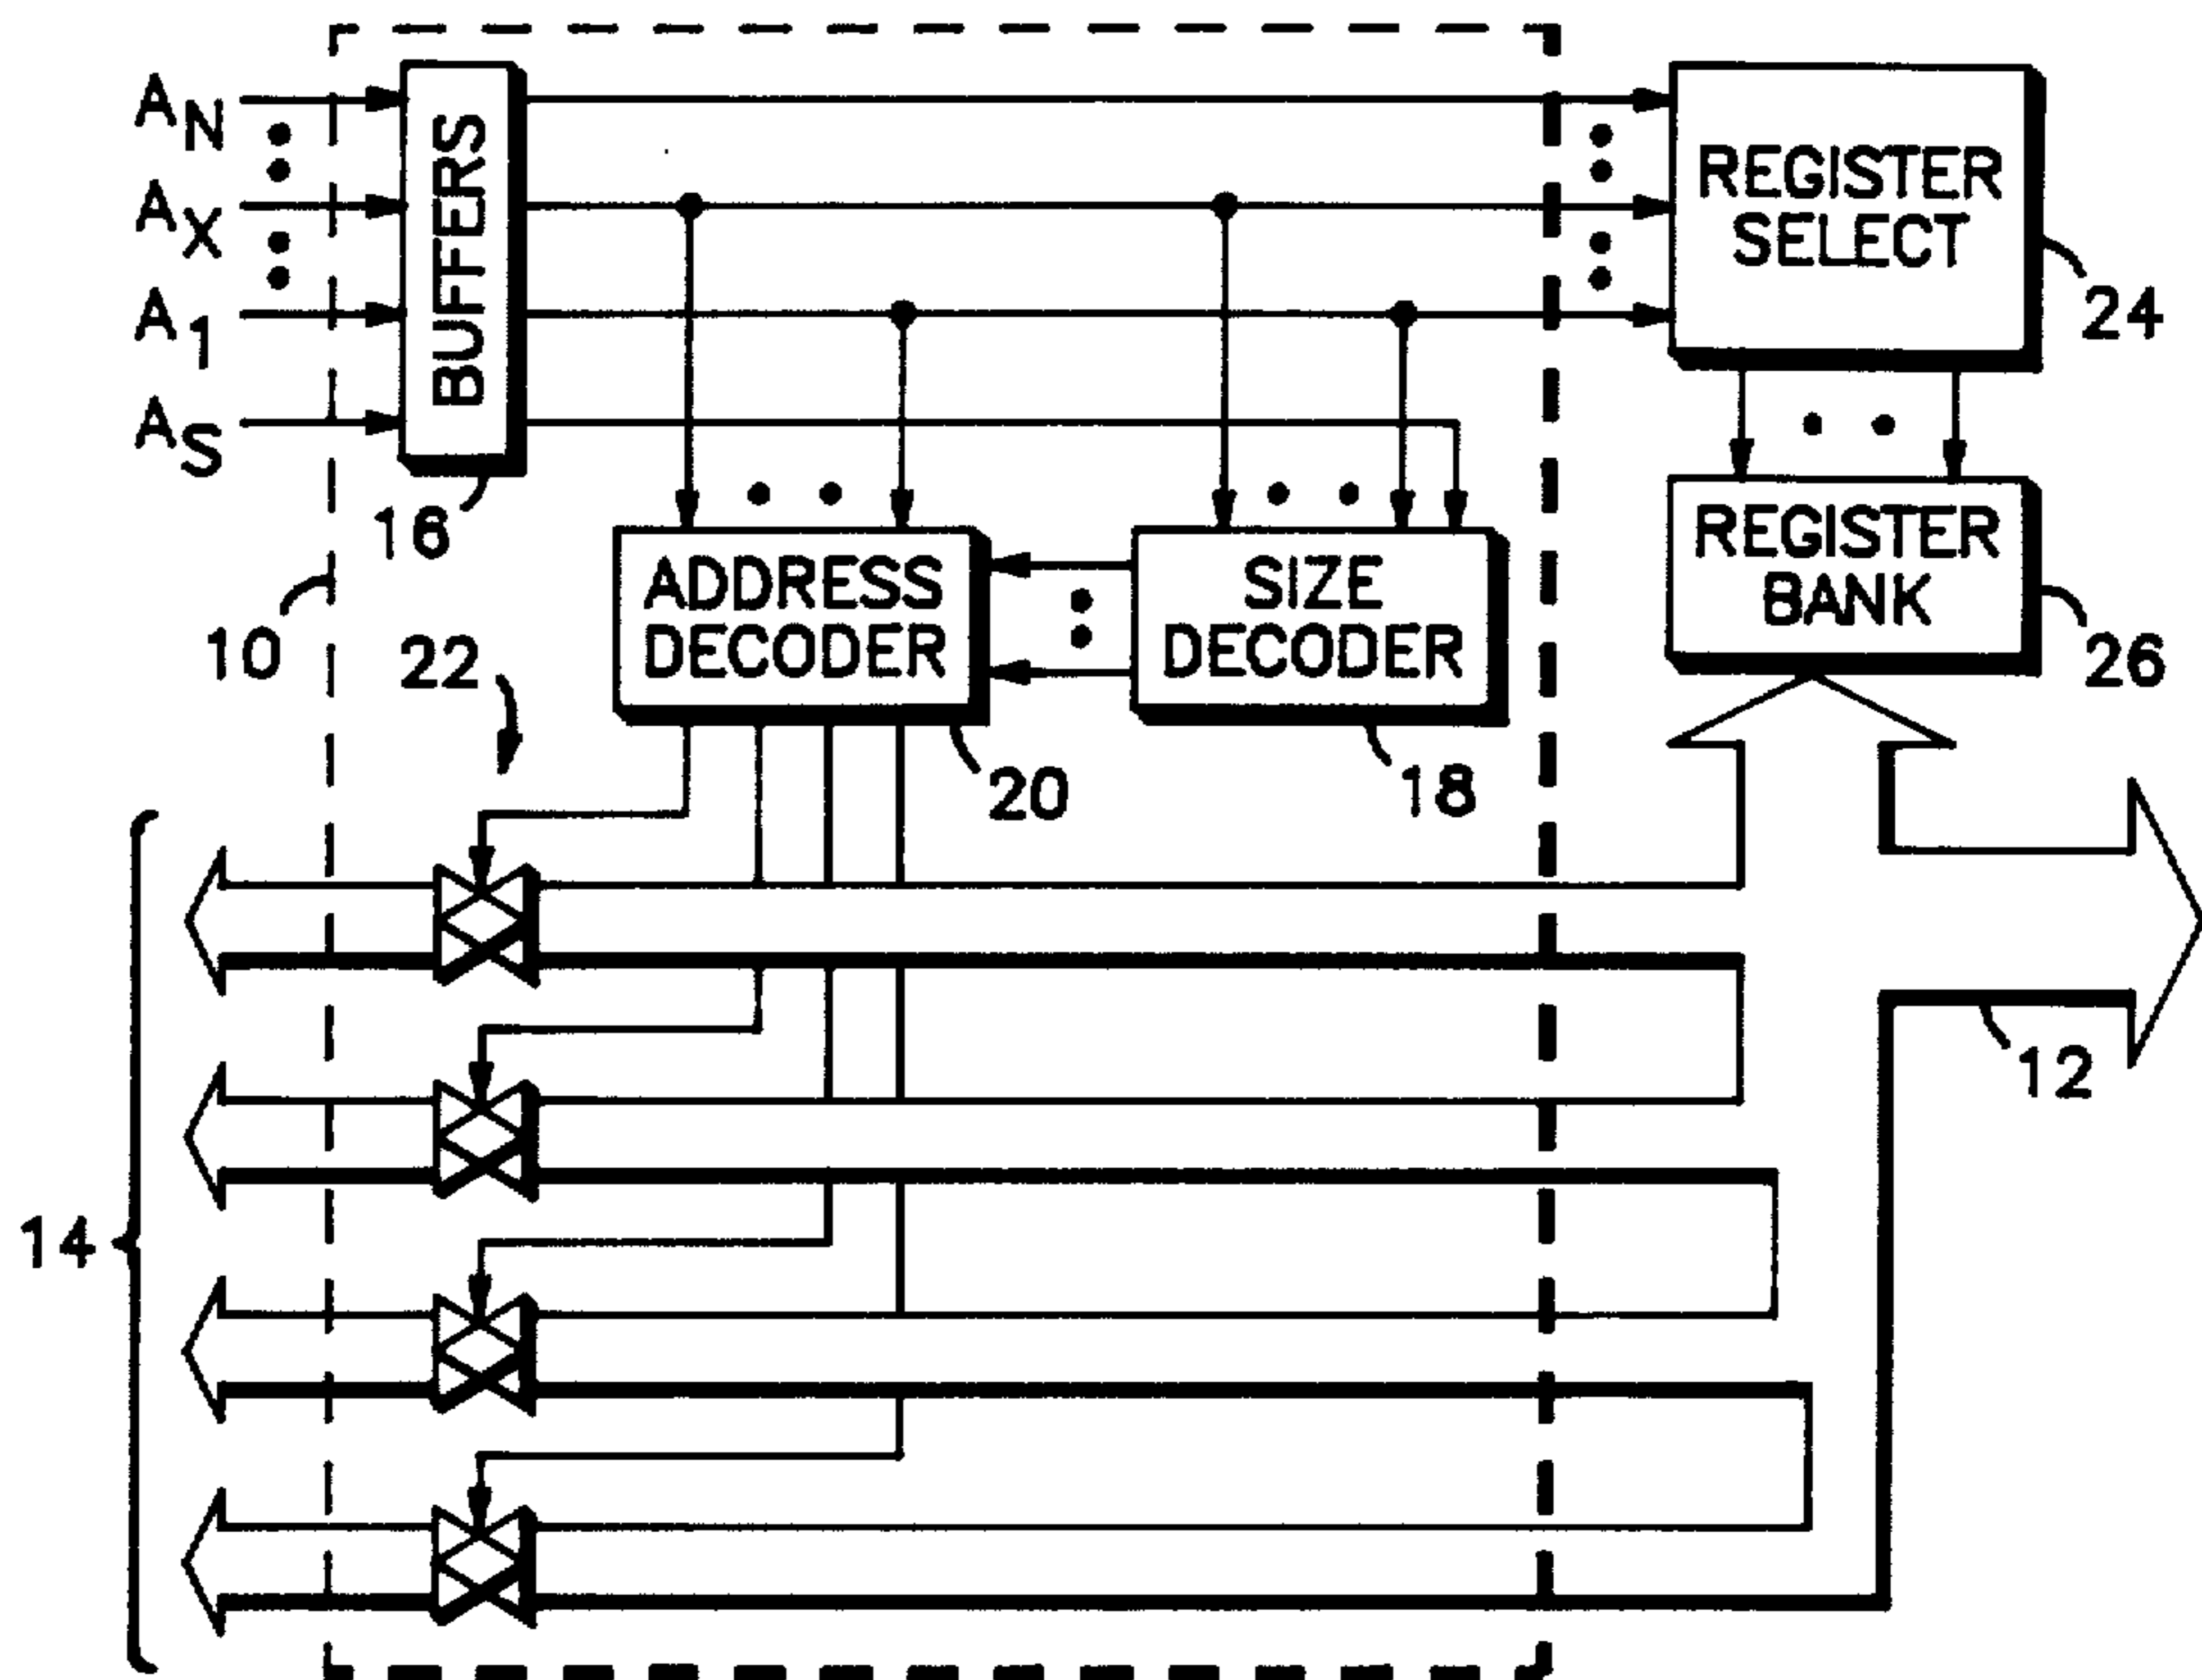 A_N
A_X
A_1
A_S
BUFFERS
16
10
REGISTER
SELECT
24
REGISTER
BANK
26
ADDRESS
DECODER
20
SIZE
DECODER
18
22
14
12